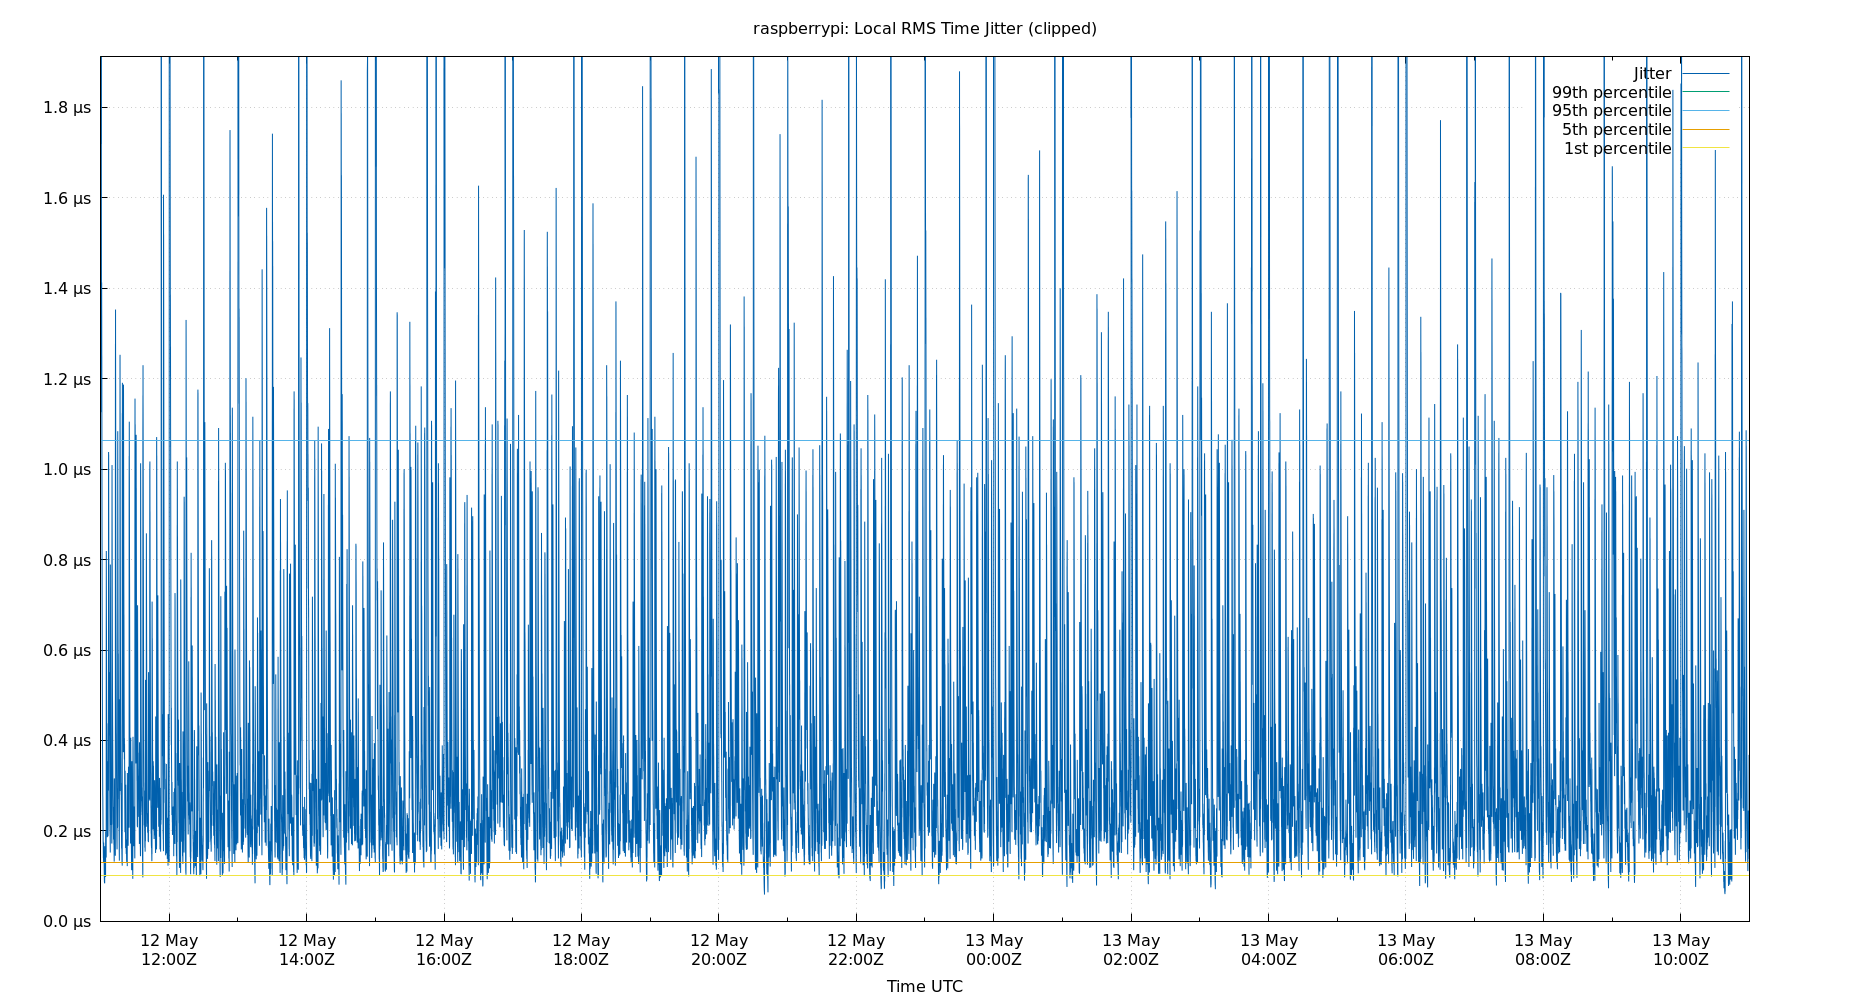 raspberrypi: Local RMS Time Jitter (clipped)
Jitter
99th percentile
95th percentile
5th percentile
1st percentile
1.8 µs
1.6 µs
1.4 µs
1.2 µs
1.0 µs
0.8 µs
0.6 µs
0.4 µs
0.2 µs
0.0 µs
12 May 12 May 12 May 12 May 12 May 12 May 13 May 13 May 13 May 13 May 13 May 13 May
12:00Z 14:00Z 16:00Z 18:00Z 20:00Z 22:00Z 00:00Z 02:00Z 04:00Z 06:00Z 08:00Z 10:00Z
Time UTC